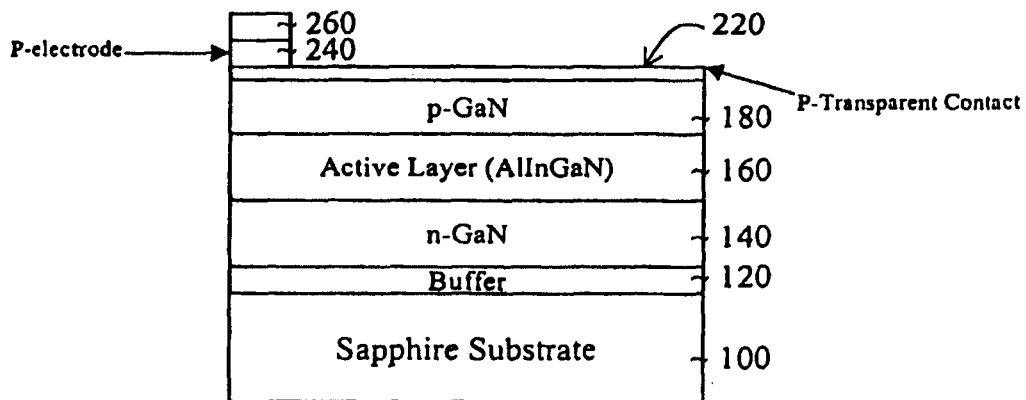 260
220
P-electrode
240
P-Transparent Contact
p-GaN
180
Active Layer (AlInGaN)
160
n-GaN
140
Buffer
120
Sapphire Substrate
100